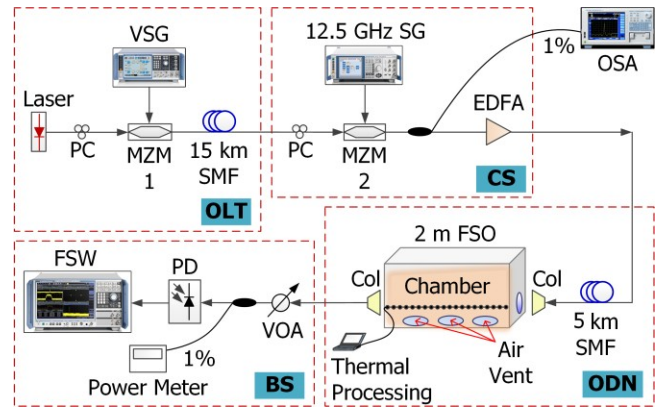 VSG
12.5 GHz SG
1%
OSA
Laser
EDFA
PC
MZM
1
15 km
SMF
PC
MZM
2
OLT
CS
FSW
PD
VOA
1%
Power Meter
BS
2 m FSO
Col
Chamber
Col
5 km
SMF
Thermal
Processing
Air
Vent
ODN